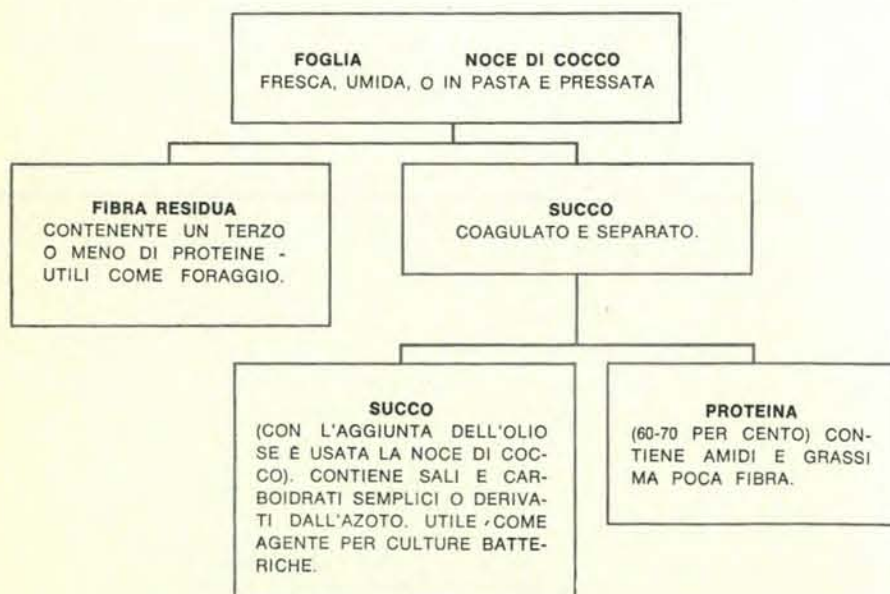 FOGLIA NOCE DI COCCO
FRESCA, UMIDA, O IN PASTA E PRESSATA
FIBRA RESIDUA
CONTENENTE UN TERZO
O MENO DI PROTEINE -
UTILI COME FORAGGIO.
SUCCO
COAGULATO E SEPARATO.
SUCCO
(CON L'AGGIUNTA DELL'OLIO
SE È USATA LA NOCE DI COC-
CO). CONTIENE SALI E CAR-
BOIDRATI SEMPLICI O DERIVA-
TI DALL'AZOTO. UTILE COME
AGENTE PER CULTURE BATTE-
RICHE.
PROTEINA
(60-70 PER CENTO) CON-
TIENE AMIDI E GRASSI
MA POCA FIBRA.